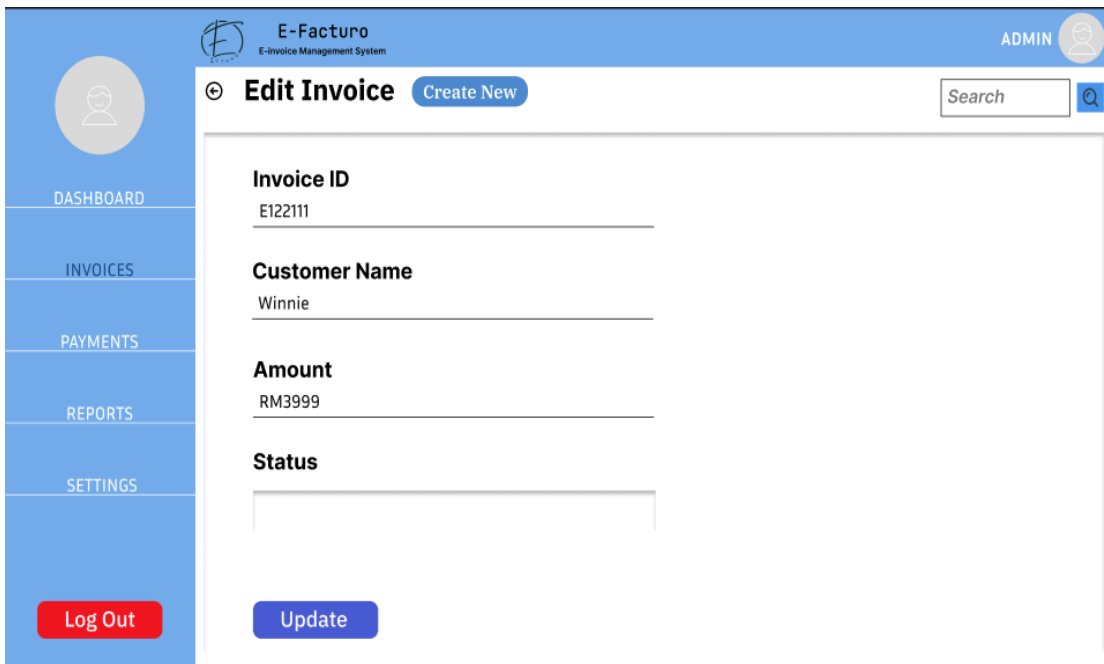 E-Facturo
E-invoice Management System
ADMIN
Edit Invoice
Create New
Search
DASHBOARD
INVOICES
PAYMENTS
REPORTS
SETTINGS
Log Out
Invoice ID
E122111
Customer Name
Winnie
Amount
RM3999
Status
Update